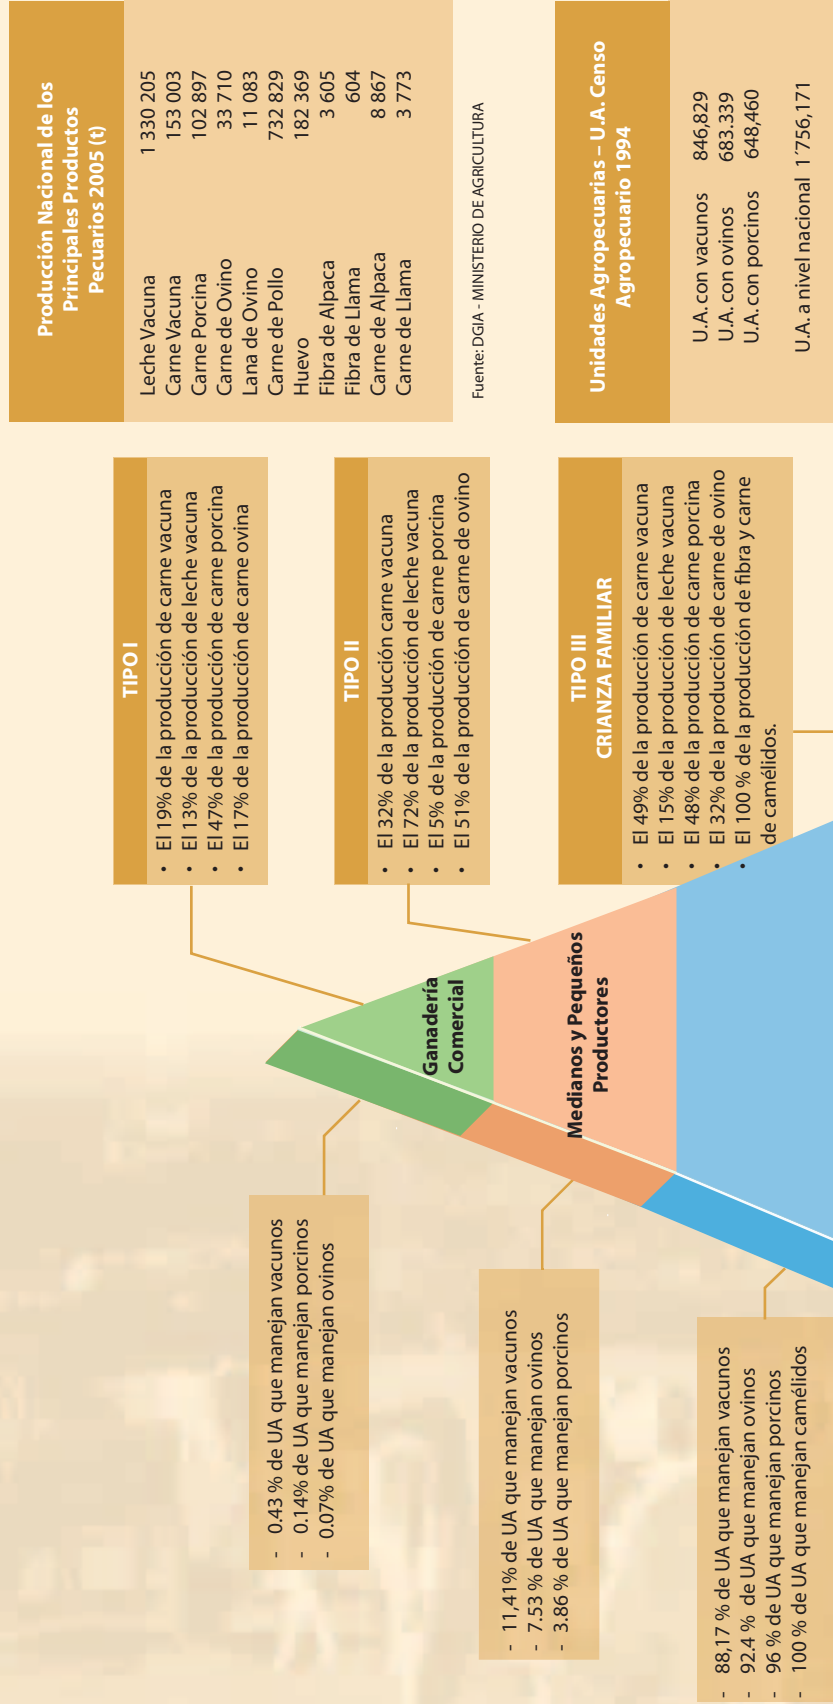 - 0.43 % de UA que manejan vacunos
- 0.14% de UA que manejan porcinos
- 0.07% de UA que manejan ovinos
- 11,41% de UA que manejan vacunos
- 7.53 % de UA que manejan ovinos
- 3.86 % de UA que manejan porcinos
- 88,17 % de UA que manejan vacunos
- 92.4 % de UA que manejan ovinos
- 96 % de UA que manejan porcinos
- 100 % de UA que manejan camélidos
Ganadería
Comercial
Medianos y Pequeños
Productores
TIPO I
• El 19% de la producción de carne vacuna
• El 13% de la producción de leche vacuna
• El 47% de la producción de carne porcina
• El 17% de la producción de carne ovina
TIPO II
• El 32% de la producción carne vacuna
• El 72% de la producción de leche vacuna
• El 5% de la producción de carne porcina
• El 51% de la producción de carne de ovino
TIPO III
CRIANZA FAMILIAR
• El 49% de la producción de carne vacuna
• El 15% de la producción de leche vacuna
• El 48% de la producción de carne porcina
• El 32% de la producción de carne de ovino
• El 100 % de la producción de fibra y carne
de camélidos.
Producción Nacional de los
Principales Productos
Pecuarios 2005 (t)
Leche Vacuna 1 330 205
Carne Vacuna 153 003
Carne Porcina 102 897
Carne de Ovino 33 710
Lana de Ovino 11 083
Carne de Pollo 732 829
Huevo 182 369
Fibra de Alpaca 3 605
Fibra de Llama 604
Carne de Alpaca 8 867
Carne de Llama 3 773
Fuente: DGIA - MINISTERIO DE AGRICULTURA
Unidades Agropecuarias – U.A. Censo
Agropecuario 1994
U.A. con vacunos 846,829
U.A. con ovinos 683.339
U.A. con porcinos 648,460
U.A. a nivel nacional 1´756,171